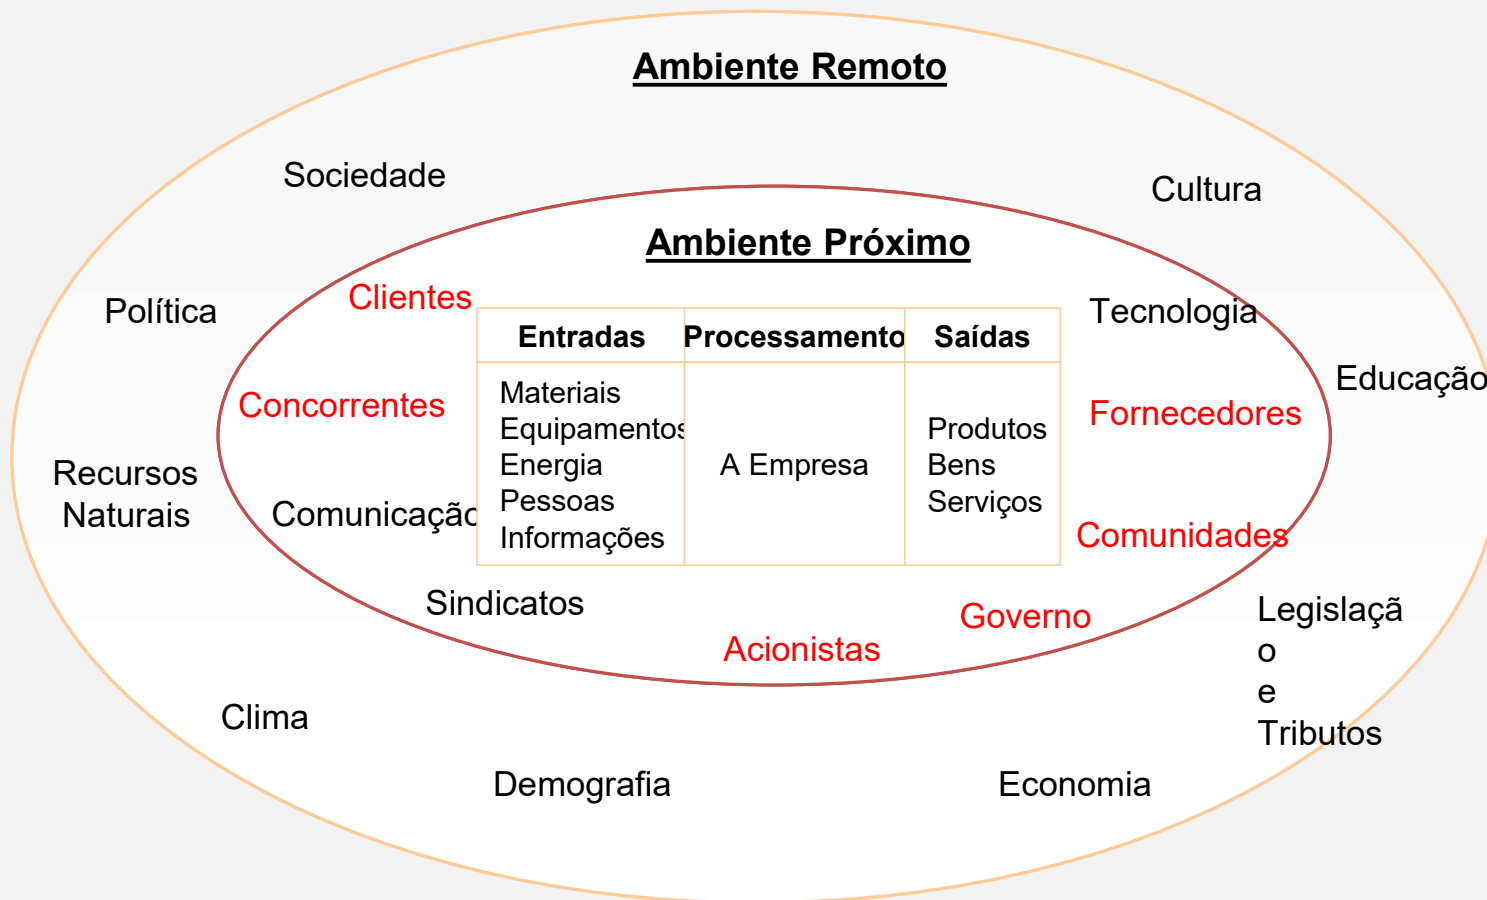 Ambiente Remoto
Sociedade
Cultura
Ambiente Próximo
Clientes
Política
Tecnologia
Entradas
Processamento
Saídas
Educação
Concorrentes
Fornecedores
Materiais
Equipamentos
Energia
Pessoas
Informações
A Empresa
Produtos
Bens
Serviços
Recursos
Naturais
Comunicação
Comunidades
Sindicatos
Governo
Acionistas
Legislaçã
o
e
Tributos
Clima
Demografia
Economia